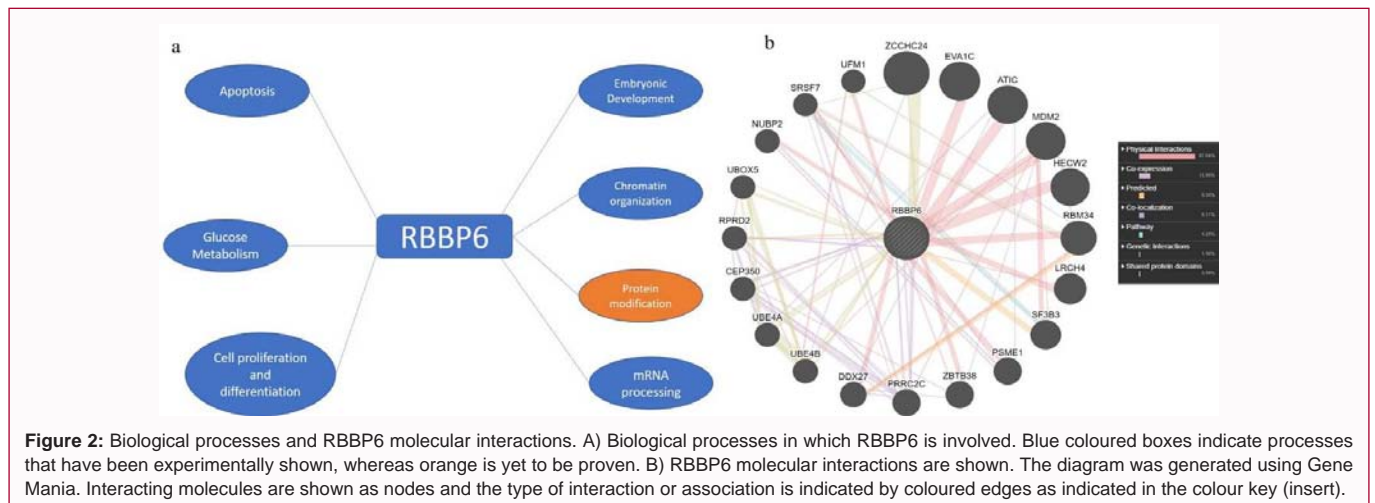 a
Apoptosis
Glucose
Metabolism
Cell proliferation
and
differentiation
RBBP6
Embryonic
Development
Chromatin
organization
Protein
modification
mRNA
processing
b
ZCCHC24
EVA1C
ATIC
MDM2
HECW2
RBM34
LRCH4
SF3B3
PSME1
ZBTB38
PRRC2C
DDX27
UBE4B
UBE4A
CEP350
RPRD2
UBOX5
NUBP2
SRSF7
UFM1
RBBP6
Physical Interactions
Co-expression
Predicted
Co-localization
Pathway
Genetic Interactions
Shared protein domains
Figure 2: Biological processes and RBBP6 molecular interactions. A) Biological processes in which RBBP6 is involved. Blue coloured boxes indicate processes
that have been experimentally shown, whereas orange is yet to be proven. B) RBBP6 molecular interactions are shown. The diagram was generated using Gene
Mania. Interacting molecules are shown as nodes and the type of interaction or association is indicated by coloured edges as indicated in the colour key (insert).